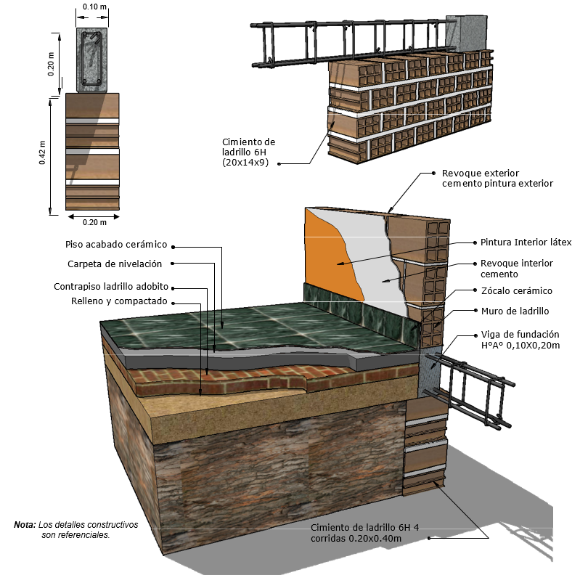 0.10 m
0.20 m
0.42 m
0.20 m
Cimiento de
ladrillo 6H
(20x14x9)
Revoque exterior
cemento pintura exterior
Piso acabado cerámico
Carpeta de nivelación
Contrapiso ladrillo adobito
Relleno y compactado
Pintura Interior látex
Revoque interior
cemento
Zócalo cerámico
Muro de ladrillo
Viga de fundación
HºAº 0,10X0,20m
Nota: Los detalles constructivos
son referenciales.
Cimiento de ladrillo 6H 4
corridas 0.20x0.40m